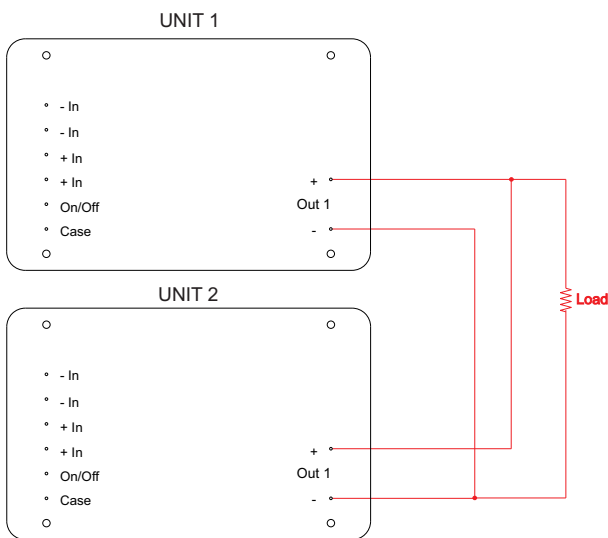 UNIT 1
- In
- In
+ In
+ In +
On/Off Out 1
Case -
UNIT 2
Load
- In
- In
+ In
+ In +
On/Off Out 1
Case -